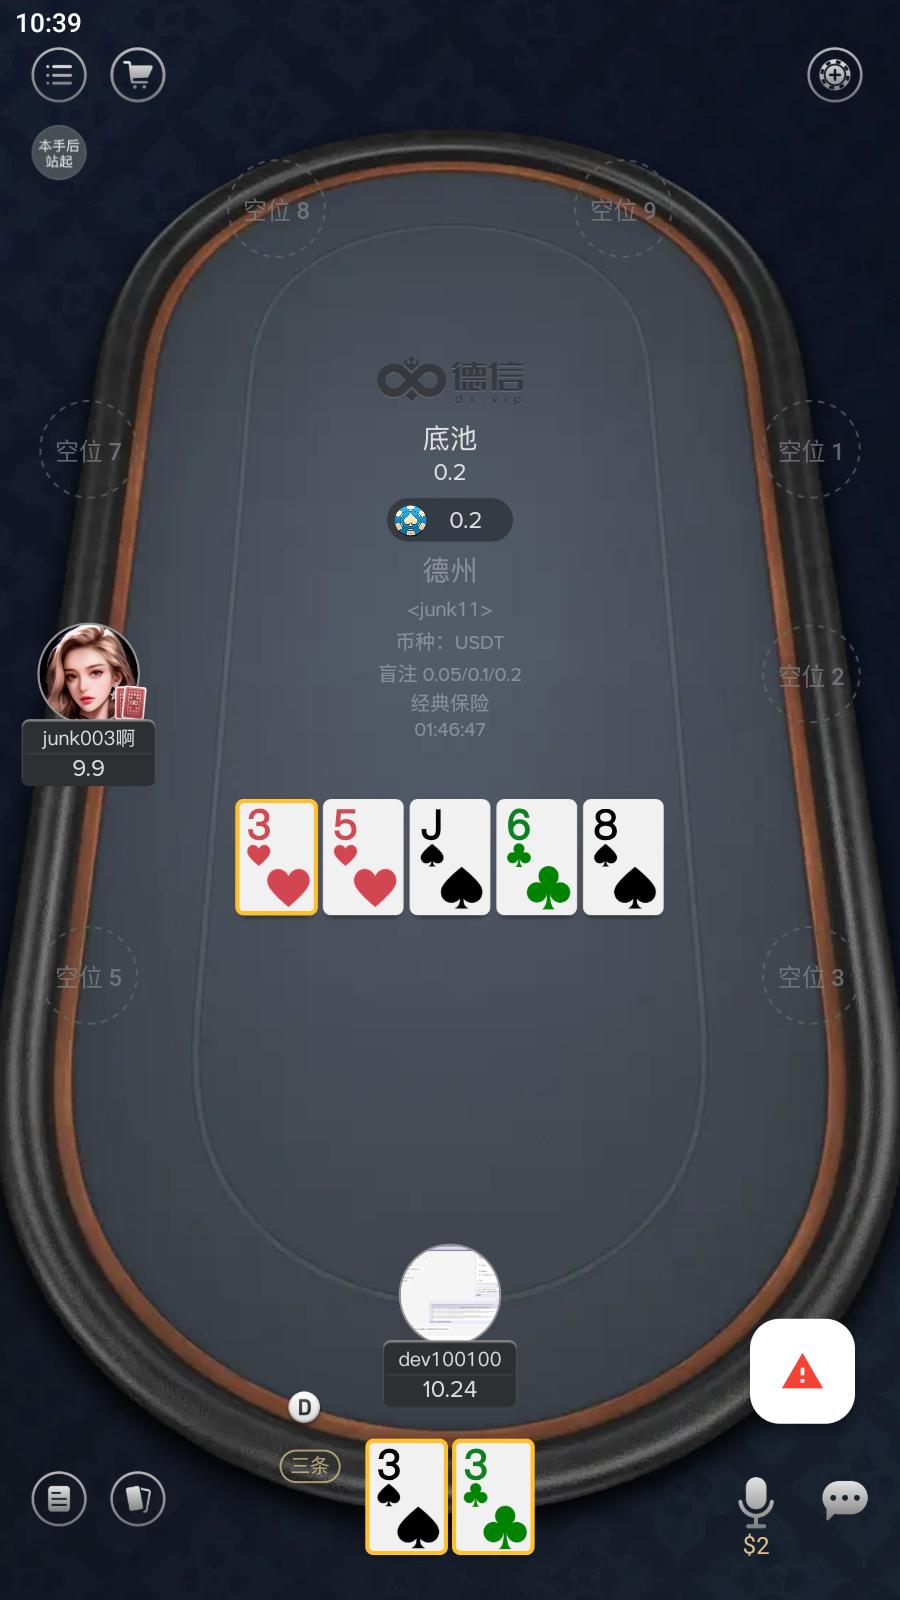 10:39
本手后
站起
空位 8
空位 9
德信
dx.vip
底池
0.2
空位 7
空位 1
0.2
德州
<junk11>
币种：USDT
盲注 0.05/0.1/0.2
空位 2
经典保险
01:46:47
junk003啊
9.9
3
5
J
6
8
空位 5
空位 3
dev100100
10.24
D
三条
3
3
$2